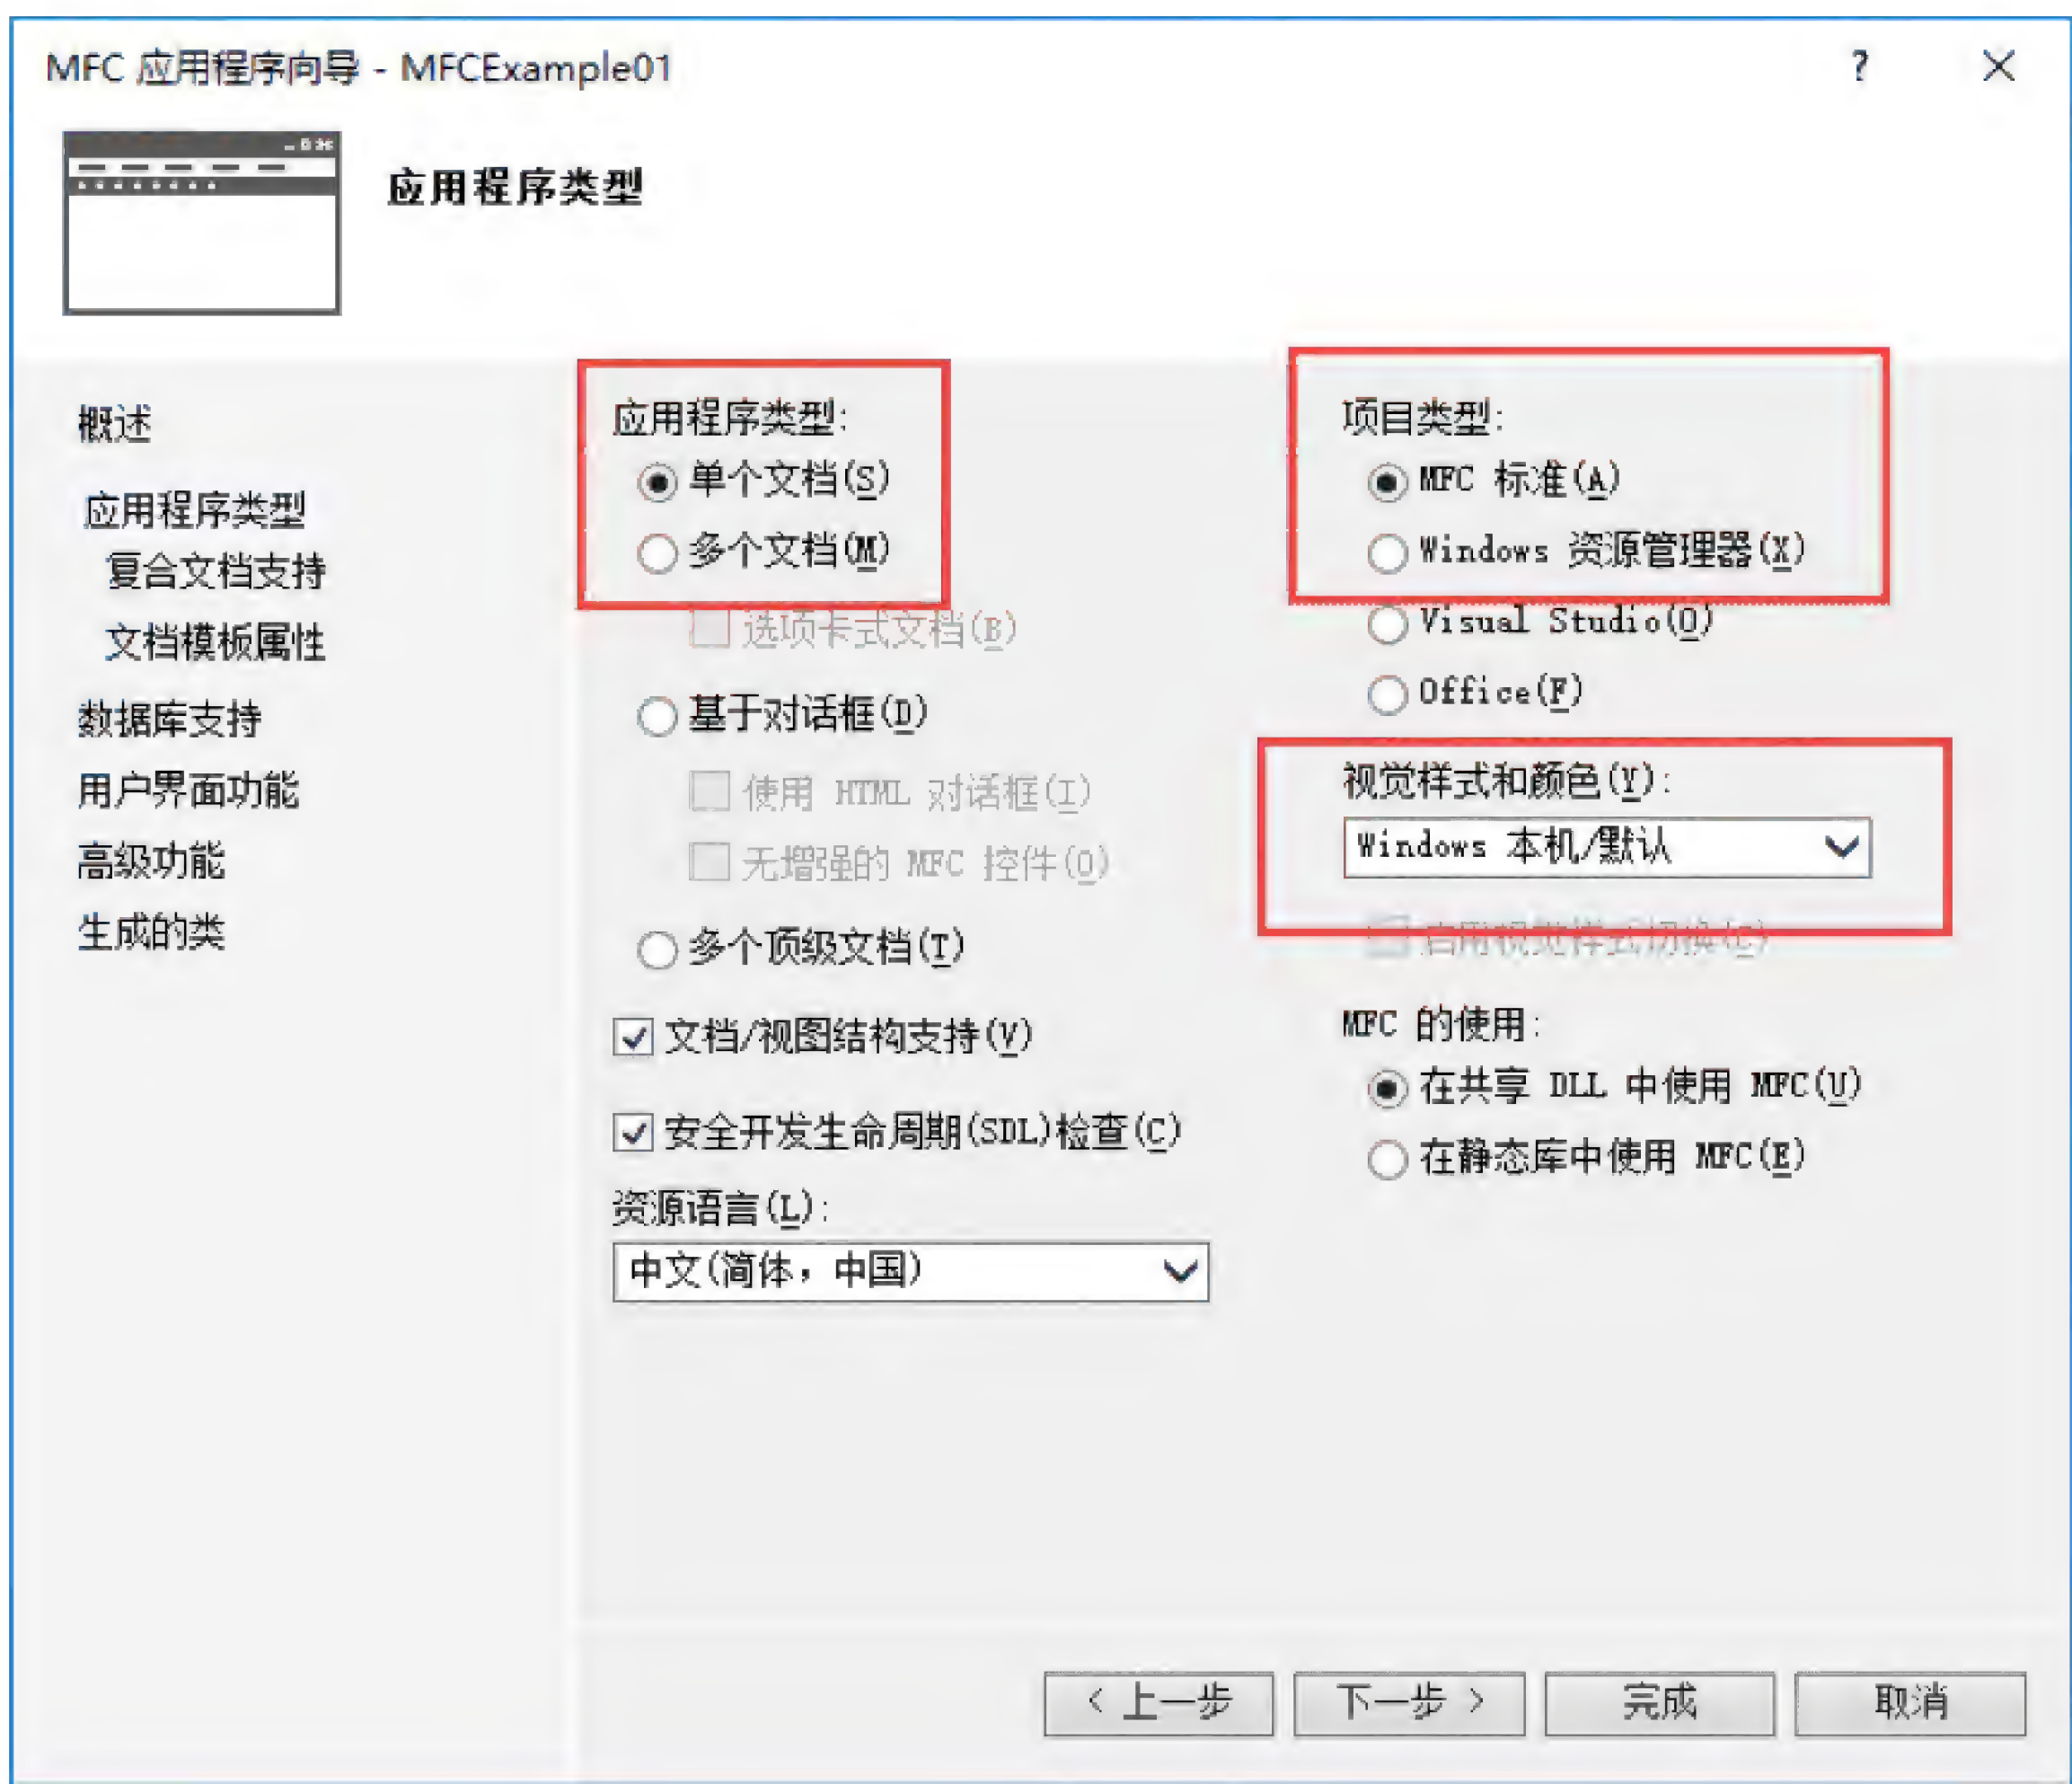 MFC 应用程序向导 - MFCExample01
?
应用程序类型
概述
应用程序类型
复合文档支持
文档模板属性
数据库支持
用户界面功能
高级功能
生成的类
应用程序类型:
单个文档(S)
多个文档(M)
选项卡式文档(B)
基于对话框(D)
使用 HTML 对话框(I)
无增强的 MFC 控件(O)
多个顶级文档(T)
文档/视图结构支持(V)
安全开发生命周期(SDL)检查(C)
资源语言(L):
中文(简体，中国)
项目类型:
MFC 标准(A)
Windows 资源管理器(X)
Visual Studio(O)
Office(F)
视觉样式和颜色(Y):
Windows 本机/默认
启用视觉样式切换(C)
MFC 的使用:
在共享 DLL 中使用 MFC(U)
在静态库中使用 MFC(E)
< 上一步
下一步 >
完成
取消